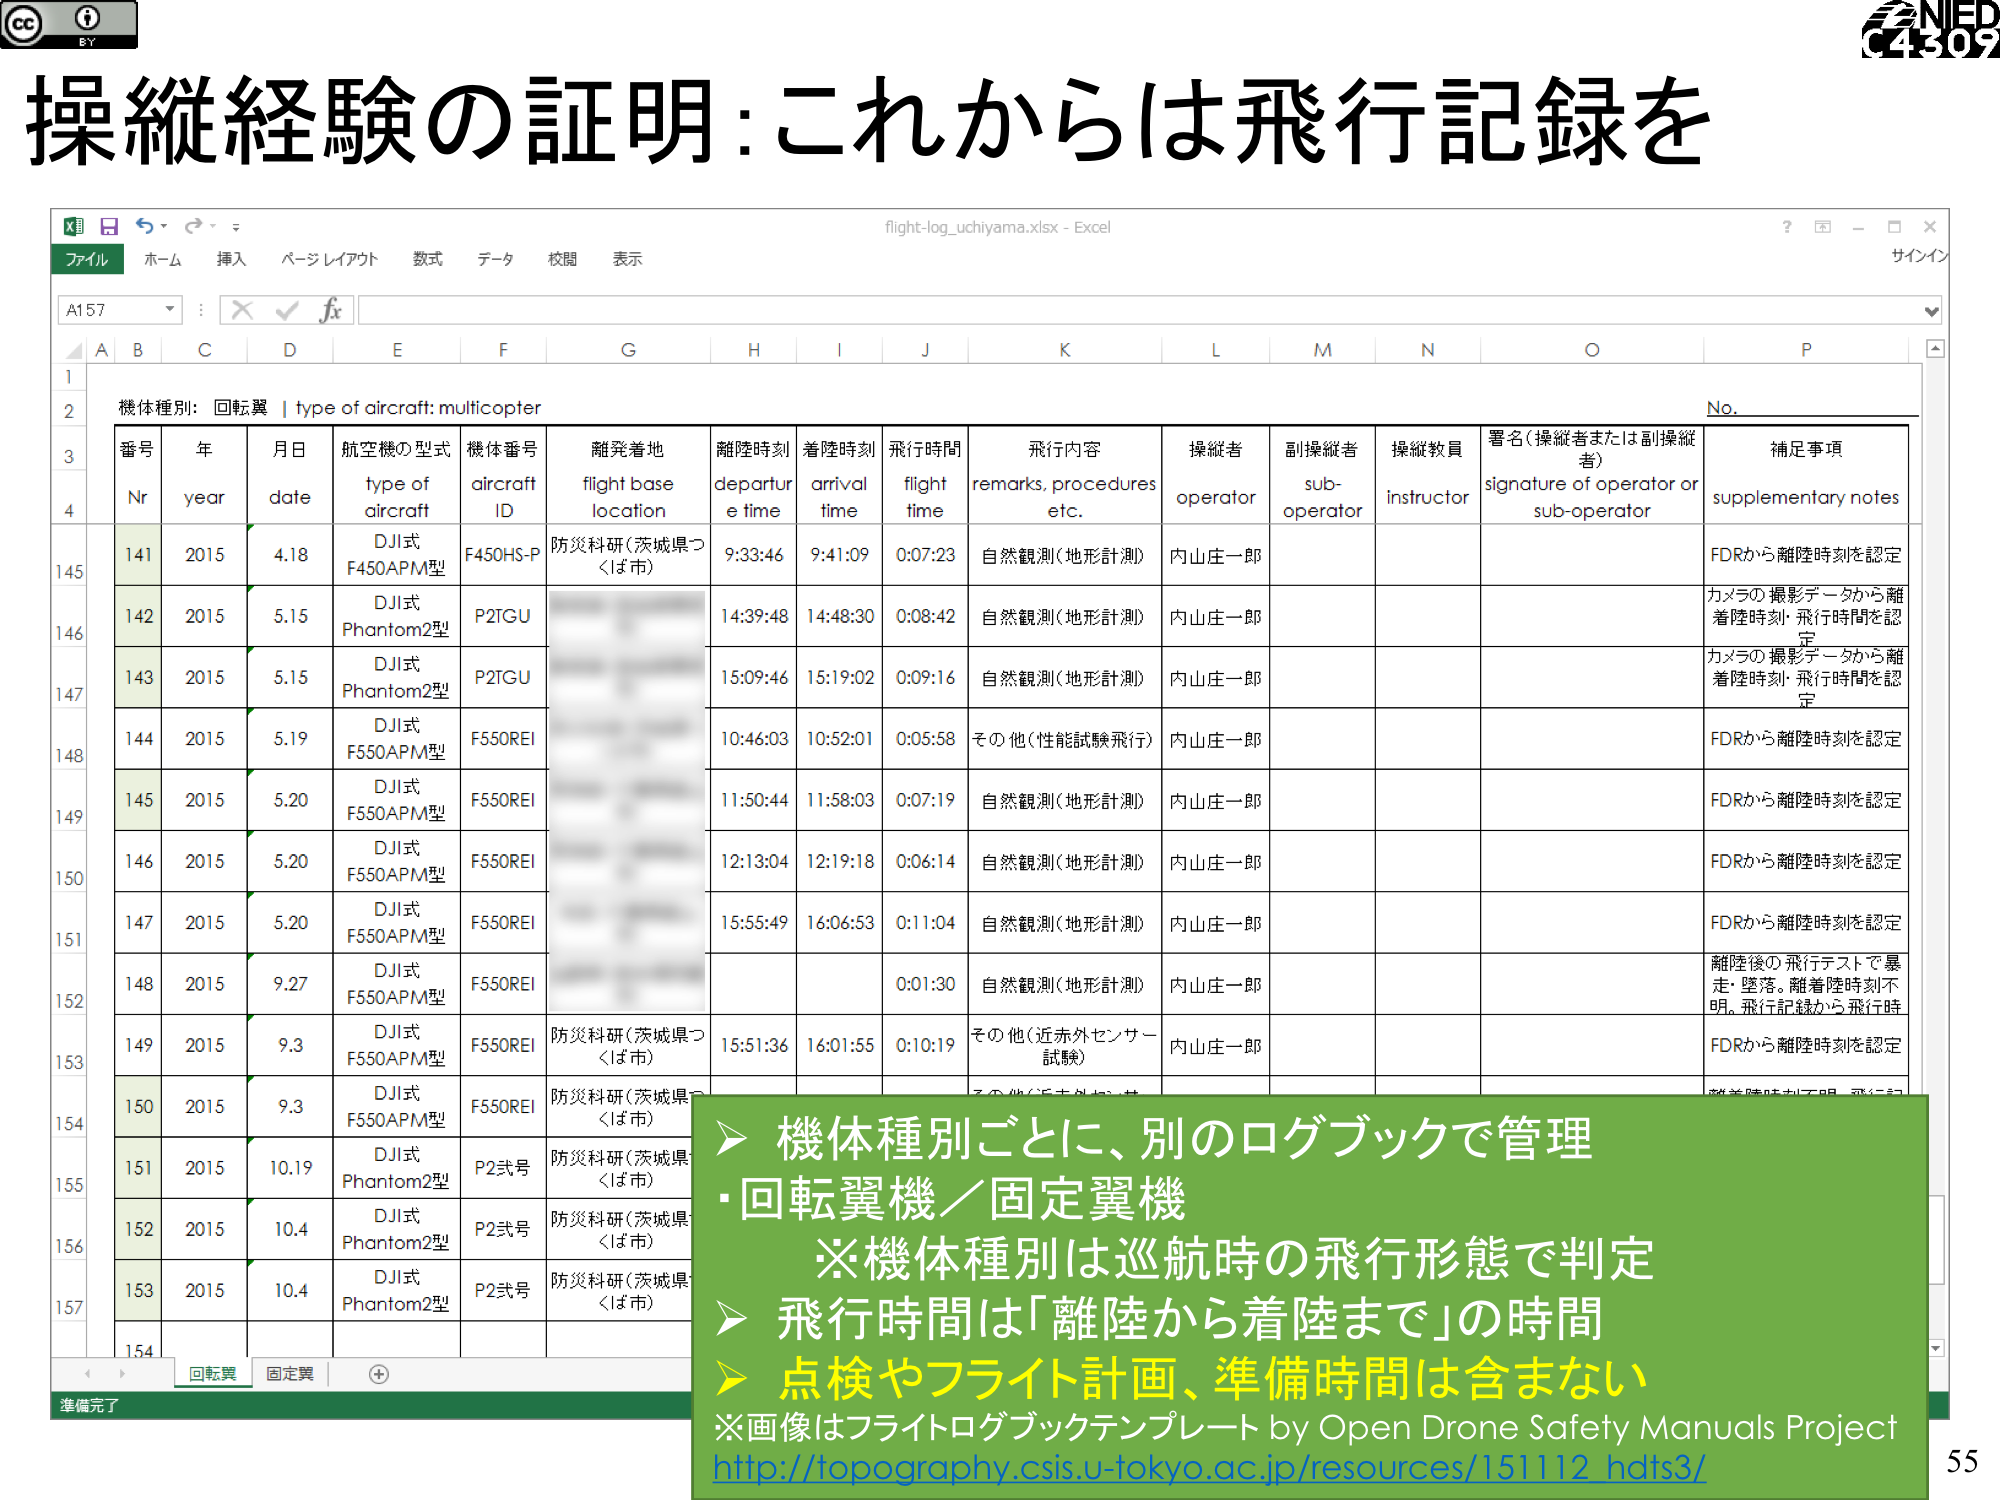 cc BY
NIED
C4309
操縦経験の証明：これからは飛行記録を
flight-log_uchiyama.xlsx - Excel
ファイル ホーム 挿入 ページ レイアウト 数式 データ 校閲 表示 サインイン
A157 fx
A B C D E F G H I J K L M N O P
1
2 機体種別： 回転翼 | type of aircraft: multicopter No.
3 番号 年 月日 航空機の型式 機体番号 離発着地 離陸時刻 着陸時刻 飛行時間 飛行内容 操縦者 副操縦者 操縦教員 署名（操縦者または副操縦者） 補足事項
4 Nr year date type of aircraft aircraft ID flight base location departure time arrival time flight time remarks, procedures etc. operator sub-operator instructor signature of operator or sub-operator supplementary notes
145 141 2015 4.18 DJI式 F450APM型 F450HS-P 防災科研（茨城県つくば市） 9:33:46 9:41:09 0:07:23 自然観測（地形計測） 内山庄一郎 FDRから離陸時刻を認定
146 142 2015 5.15 DJI式 Phantom2型 P2TGU 14:39:48 14:48:30 0:08:42 自然観測（地形計測） 内山庄一郎 カメラの撮影データから離着陸時刻・飛行時間を認定
147 143 2015 5.15 DJI式 Phantom2型 P2TGU 15:09:46 15:19:02 0:09:16 自然観測（地形計測） 内山庄一郎 カメラの撮影データから離着陸時刻・飛行時間を認定
148 144 2015 5.19 DJI式 F550APM型 F550REI 10:46:03 10:52:01 0:05:58 その他（性能試験飛行） 内山庄一郎 FDRから離陸時刻を認定
149 145 2015 5.20 DJI式 F550APM型 F550REI 11:50:44 11:58:03 0:07:19 自然観測（地形計測） 内山庄一郎 FDRから離陸時刻を認定
150 146 2015 5.20 DJI式 F550APM型 F550REI 12:13:04 12:19:18 0:06:14 自然観測（地形計測） 内山庄一郎 FDRから離陸時刻を認定
151 147 2015 5.20 DJI式 F550APM型 F550REI 15:55:49 16:06:53 0:11:04 自然観測（地形計測） 内山庄一郎 FDRから離陸時刻を認定
152 148 2015 9.27 DJI式 F550APM型 F550REI 0:01:30 自然観測（地形計測） 内山庄一郎 離陸後の飛行テストで暴走・墜落。離着陸時刻不明。飛行記録から飛行時
153 149 2015 9.3 DJI式 F550APM型 F550REI 防災科研（茨城県つくば市） 15:51:36 16:01:55 0:10:19 その他（近赤外センサー試験） 内山庄一郎 FDRから離陸時刻を認定
154 150 2015 9.3 DJI式 F550APM型 F550REI 防災科研（茨城県つくば市）
155 151 2015 10.19 DJI式 Phantom2型 P2弐号 防災科研（茨城県 くば市）
156 152 2015 10.4 DJI式 Phantom2型 P2弐号 防災科研（茨城県 くば市）
157 153 2015 10.4 DJI式 Phantom2型 P2弐号 防災科研（茨城県 くば市）
154
回転翼 固定翼
準備完了
➢ 機体種別ごとに、別のログブックで管理
・回転翼機／固定翼機
※機体種別は巡航時の飛行形態で判定
➢ 飛行時間は「離陸から着陸まで」の時間
➢ 点検やフライト計画、準備時間は含まない
※画像はフライトログブックテンプレート by Open Drone Safety Manuals Project
http://topography.csis.u-tokyo.ac.jp/resources/151112_hdts3/
55